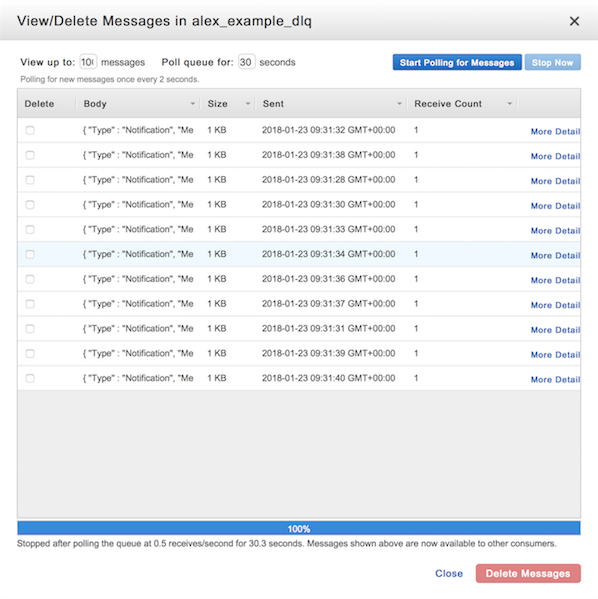 View/Delete Messages in alex_example_dlq
View up to: 10 messages Poll queue for: 30 seconds Start Polling for Messages Stop Now
Polling for new messages once every 2 seconds.
Delete Body Size Sent Receive Count
{ "Type" : "Notification", "Me 1 KB 2018-01-23 09:31:32 GMT+00:00 1 More Detail
{ "Type" : "Notification", "Me 1 KB 2018-01-23 09:31:38 GMT+00:00 1 More Detail
{ "Type" : "Notification", "Me 1 KB 2018-01-23 09:31:28 GMT+00:00 1 More Detail
{ "Type" : "Notification", "Me 1 KB 2018-01-23 09:31:30 GMT+00:00 1 More Detail
{ "Type" : "Notification", "Me 1 KB 2018-01-23 09:31:33 GMT+00:00 1 More Detail
{ "Type" : "Notification", "Me 1 KB 2018-01-23 09:31:34 GMT+00:00 1 More Detail
{ "Type" : "Notification", "Me 1 KB 2018-01-23 09:31:36 GMT+00:00 1 More Detail
{ "Type" : "Notification", "Me 1 KB 2018-01-23 09:31:37 GMT+00:00 1 More Detail
{ "Type" : "Notification", "Me 1 KB 2018-01-23 09:31:31 GMT+00:00 1 More Detail
{ "Type" : "Notification", "Me 1 KB 2018-01-23 09:31:39 GMT+00:00 1 More Detail
{ "Type" : "Notification", "Me 1 KB 2018-01-23 09:31:40 GMT+00:00 1 More Detail
100%
Stopped after polling the queue at 0.5 receives/second for 30.3 seconds. Messages shown above are now available to other consumers.
Close Delete Messages